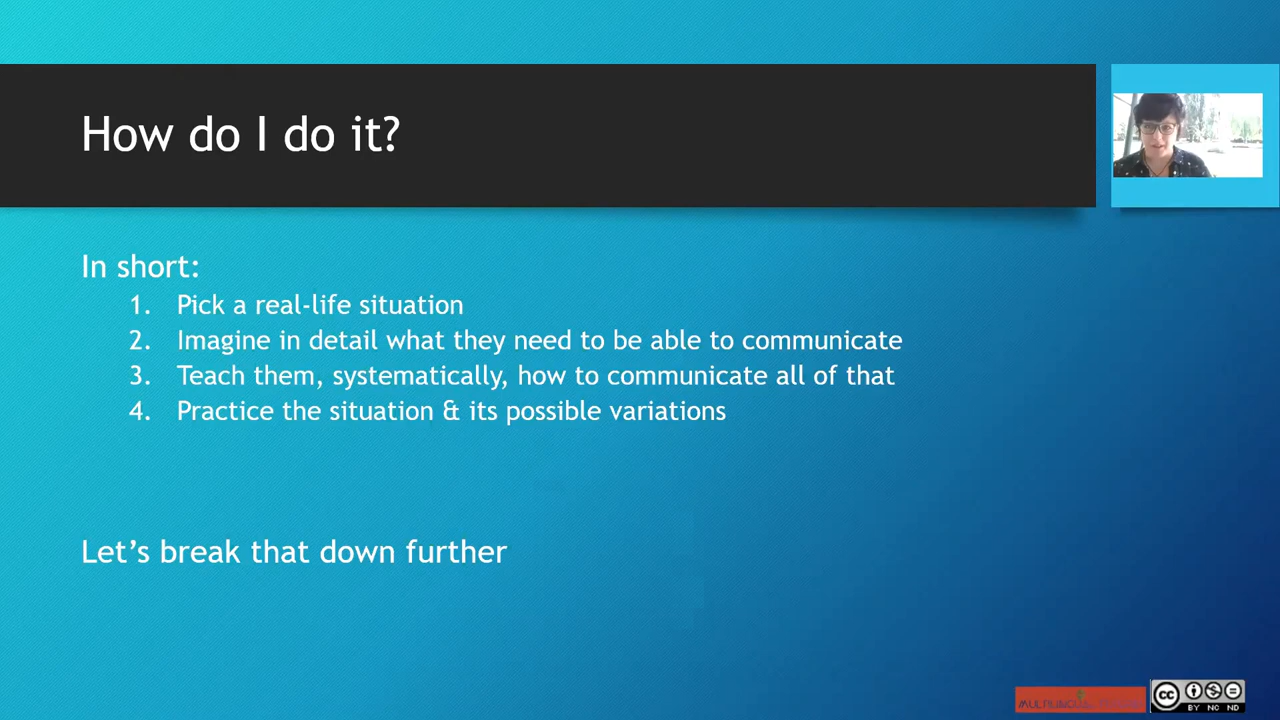 How do I do it?
In short:
1. Pick a real-life situation
2. Imagine in detail what they need to be able to communicate
3. Teach them, systematically, how to communicate all of that
4. Practice the situation & its possible variations
Let’s break that down further
cc
BY NC ND